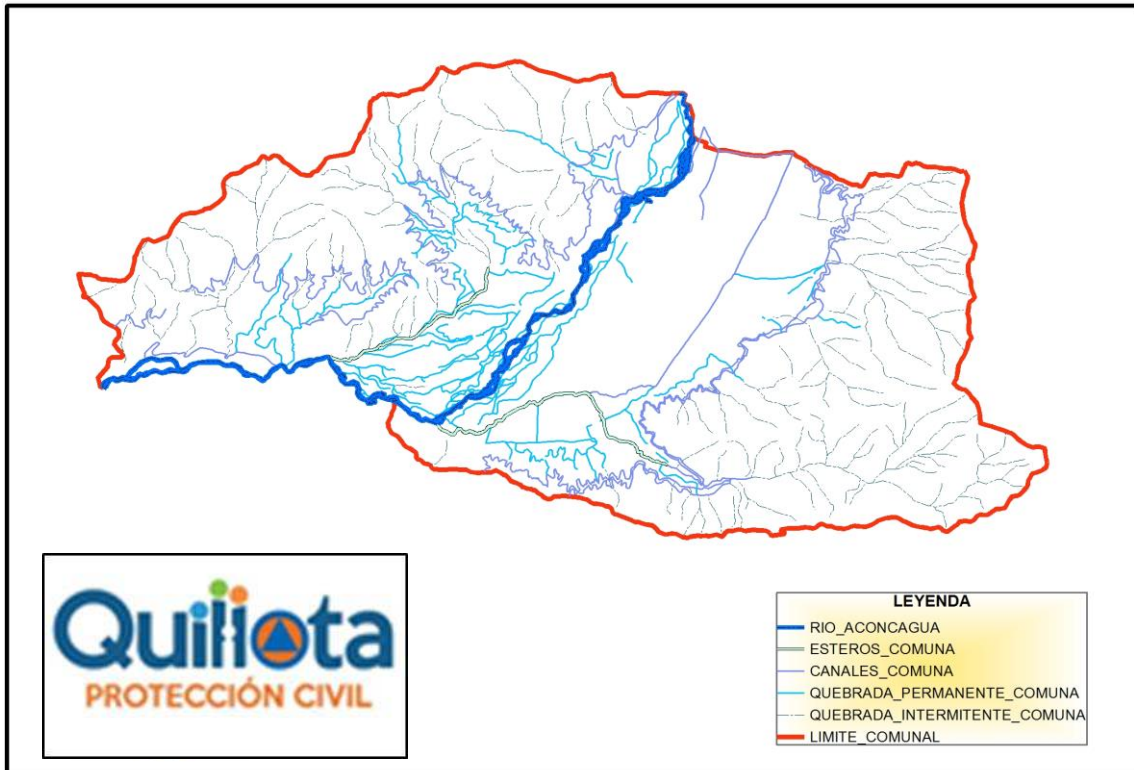 Quillota
PROTECCIÓN CIVIL
LEYENDA
RIO_ACONCAGUA
ESTEROS_COMUNA
CANALES_COMUNA
QUEBRADA_PERMANENTE_COMUNA
QUEBRADA_INTERMITENTE_COMUNA
LIMITE_COMUNAL